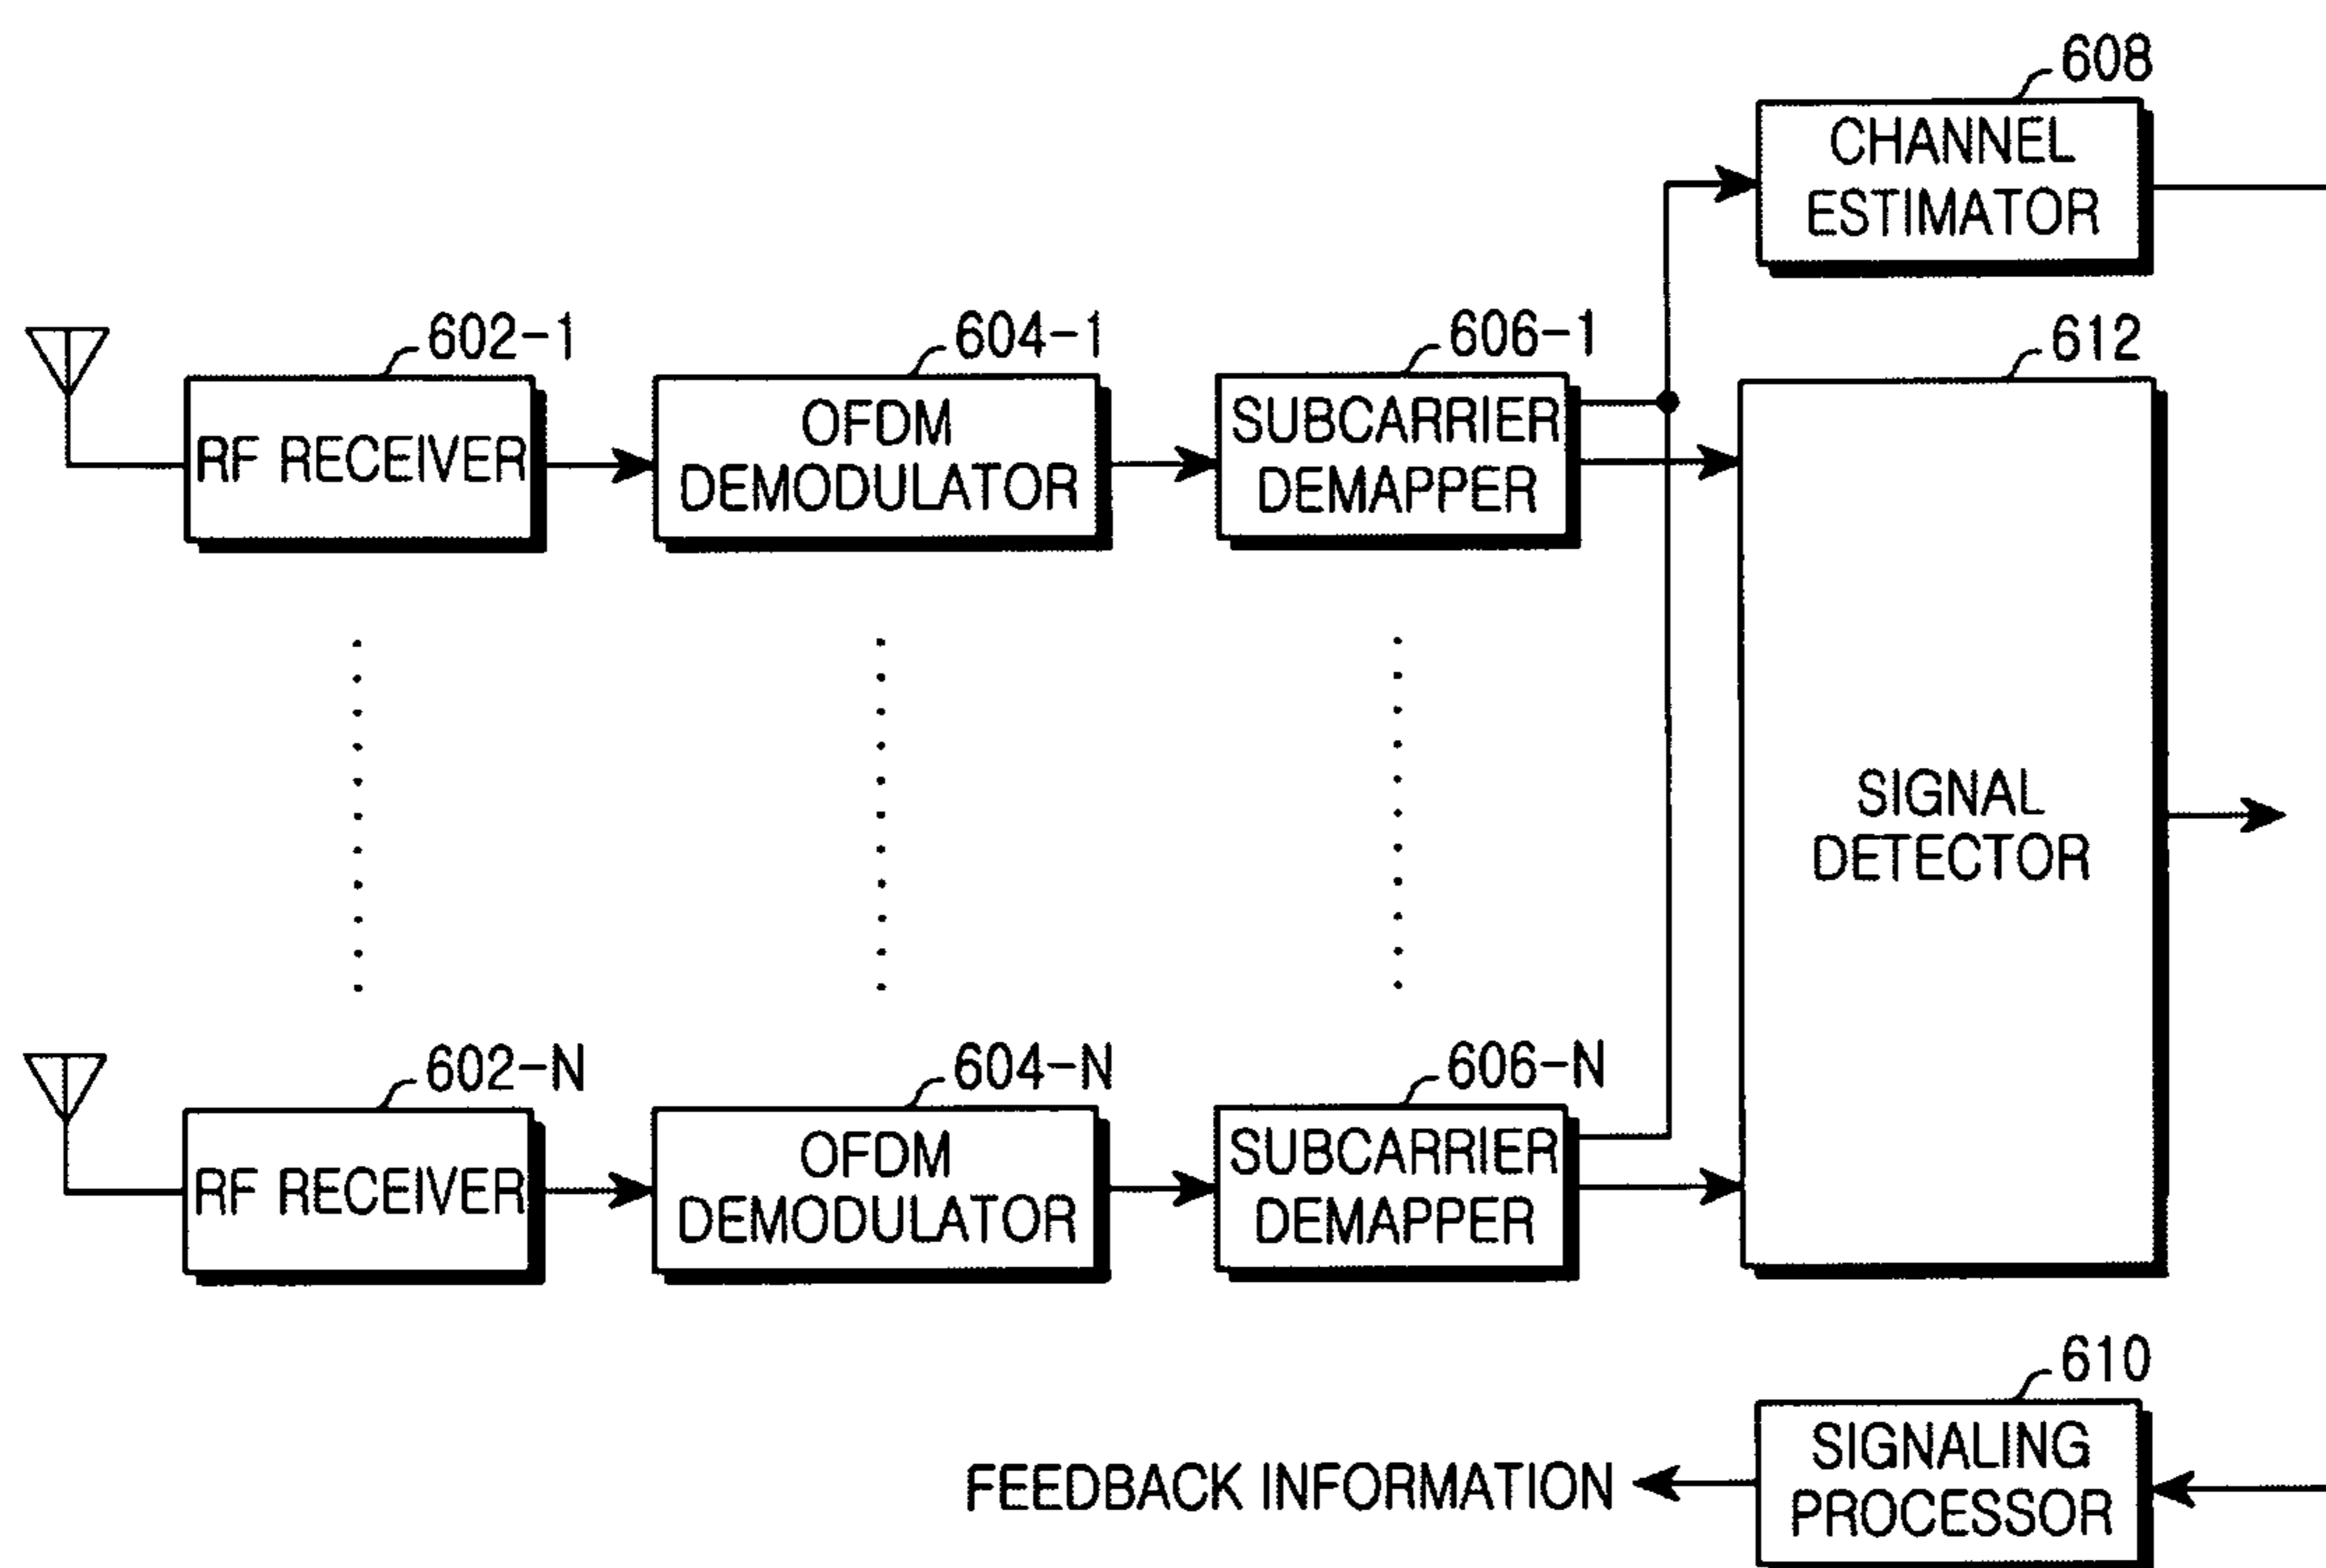 608
CHANNEL
ESTIMATOR
602-1
604-1
606-1
612
RF RECEIVER
OFDM
DEMODULATOR
SUBCARRIER
DEMAPPER
SIGNAL
DETECTOR
602-N
604-N
606-N
RF RECEIVER
OFDM
DEMODULATOR
SUBCARRIER
DEMAPPER
610
FEEDBACK INFORMATION
SIGNALING
PROCESSOR